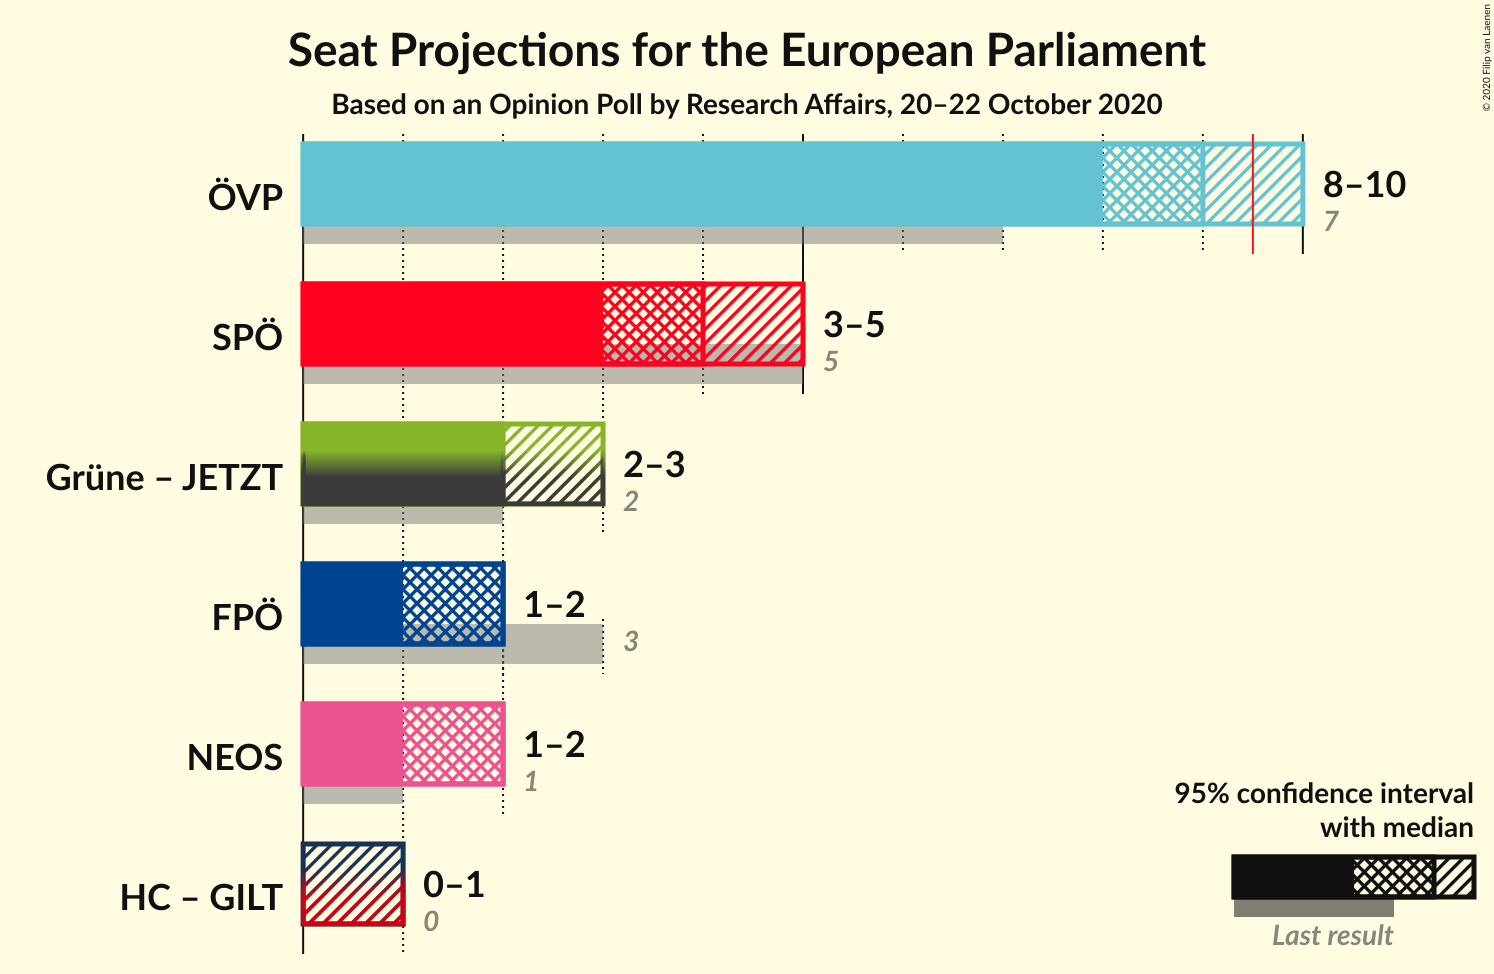 Seat Projections for the European Parliament
Based on an Opinion Poll by Research Affairs, 20–22 October 2020
© 2020 Filip van Laenen
ÖVP
8–10
7
SPÖ
3–5
5
Grüne – JETZT
2–3
2
FPÖ
1–2
3
NEOS
1–2
1
HC – GILT
0–1
0
95% confidence interval
with median
Last result